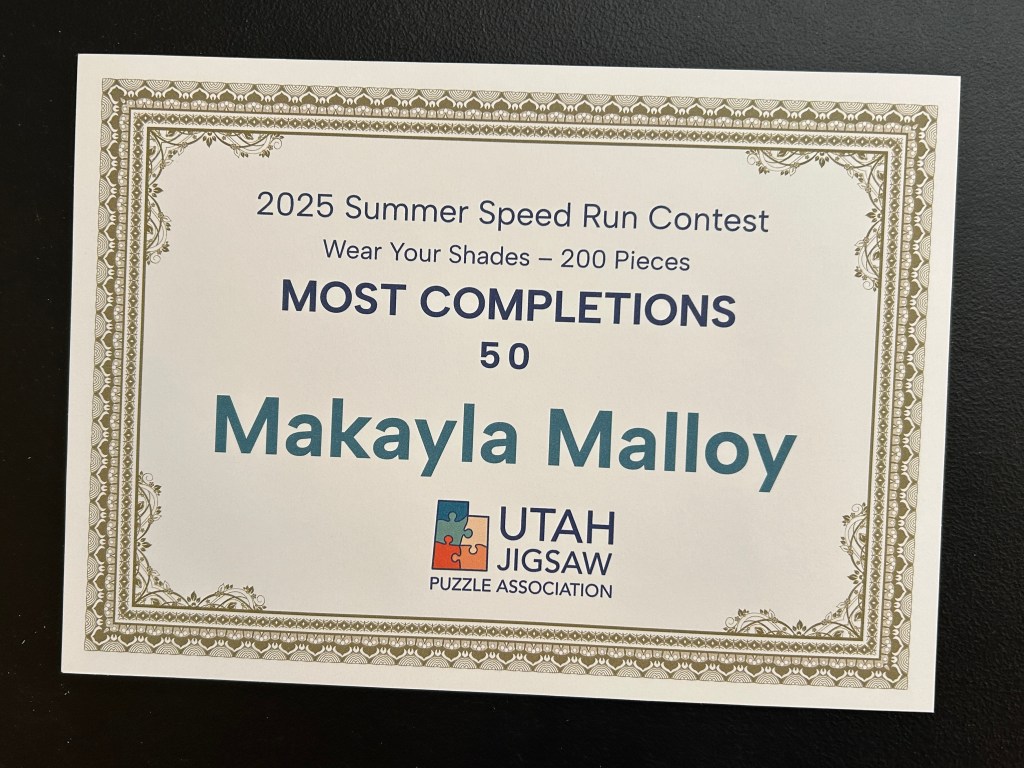 2025 Summer Speed Run Contest
Wear Your Shades – 200 Pieces
MOST COMPLETIONS
50
Makayla Malloy
UTAH
JIGSAW
PUZZLE ASSOCIATION